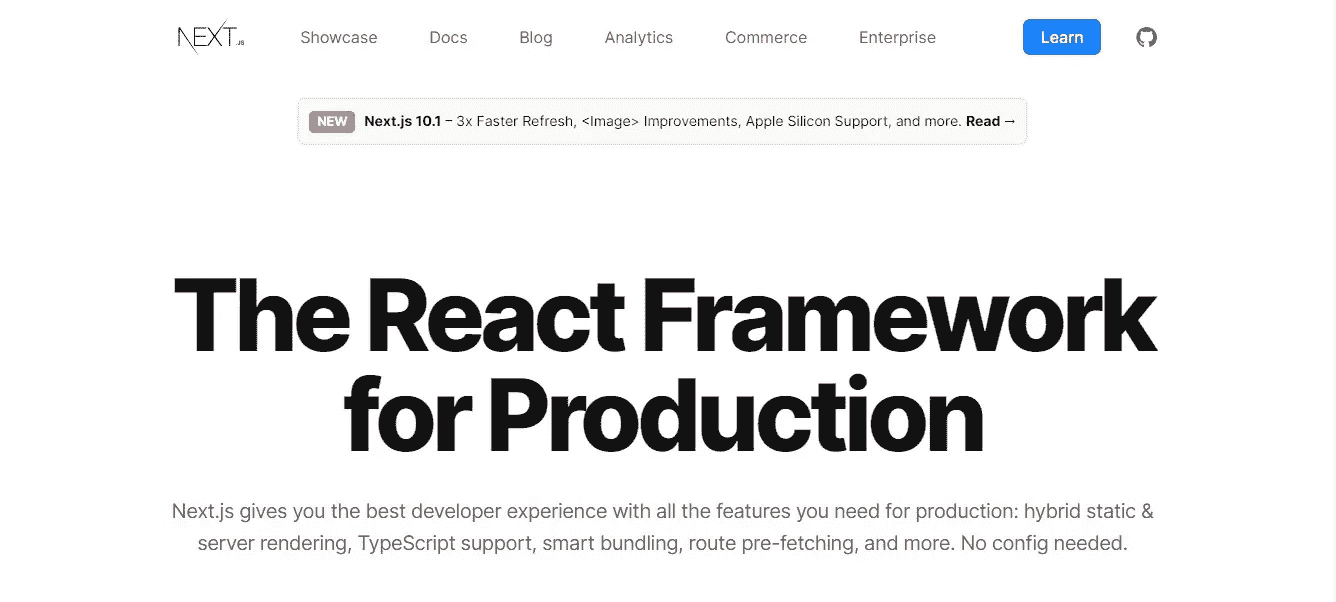 NEXT.JS Showcase Docs Blog Analytics Commerce Enterprise Learn
NEW Next.js 10.1 – 3x Faster Refresh, <Image> Improvements, Apple Silicon Support, and more. Read →
The React Framework
for Production
Next.js gives you the best developer experience with all the features you need for production: hybrid static &
server rendering, TypeScript support, smart bundling, route pre-fetching, and more. No config needed.